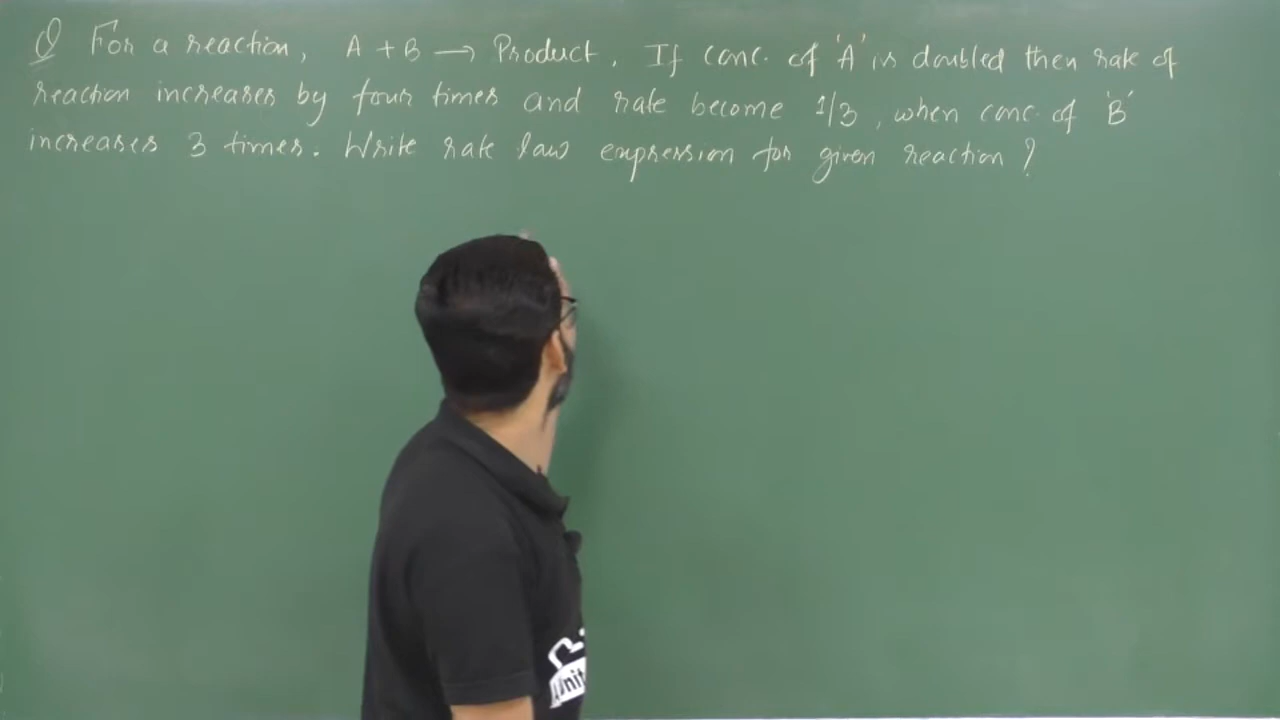 Q For a reaction, A + B → Product. If conc. of 'A' is doubled then rate of
reaction increases by four times and rate become 1/3, when conc. of 'B'
increases 3 times. Write rate law expression for given reaction ?